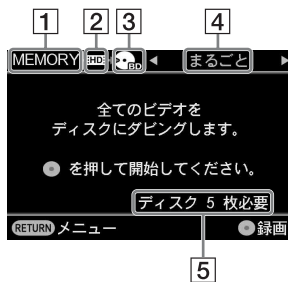 1 2 3 4
MEMORY HD BD まるごと
全てのビデオを
ディスクにダビングします。
を押して開始してください。
ディスク 5 枚必要
RETURN メニュー 録画
5